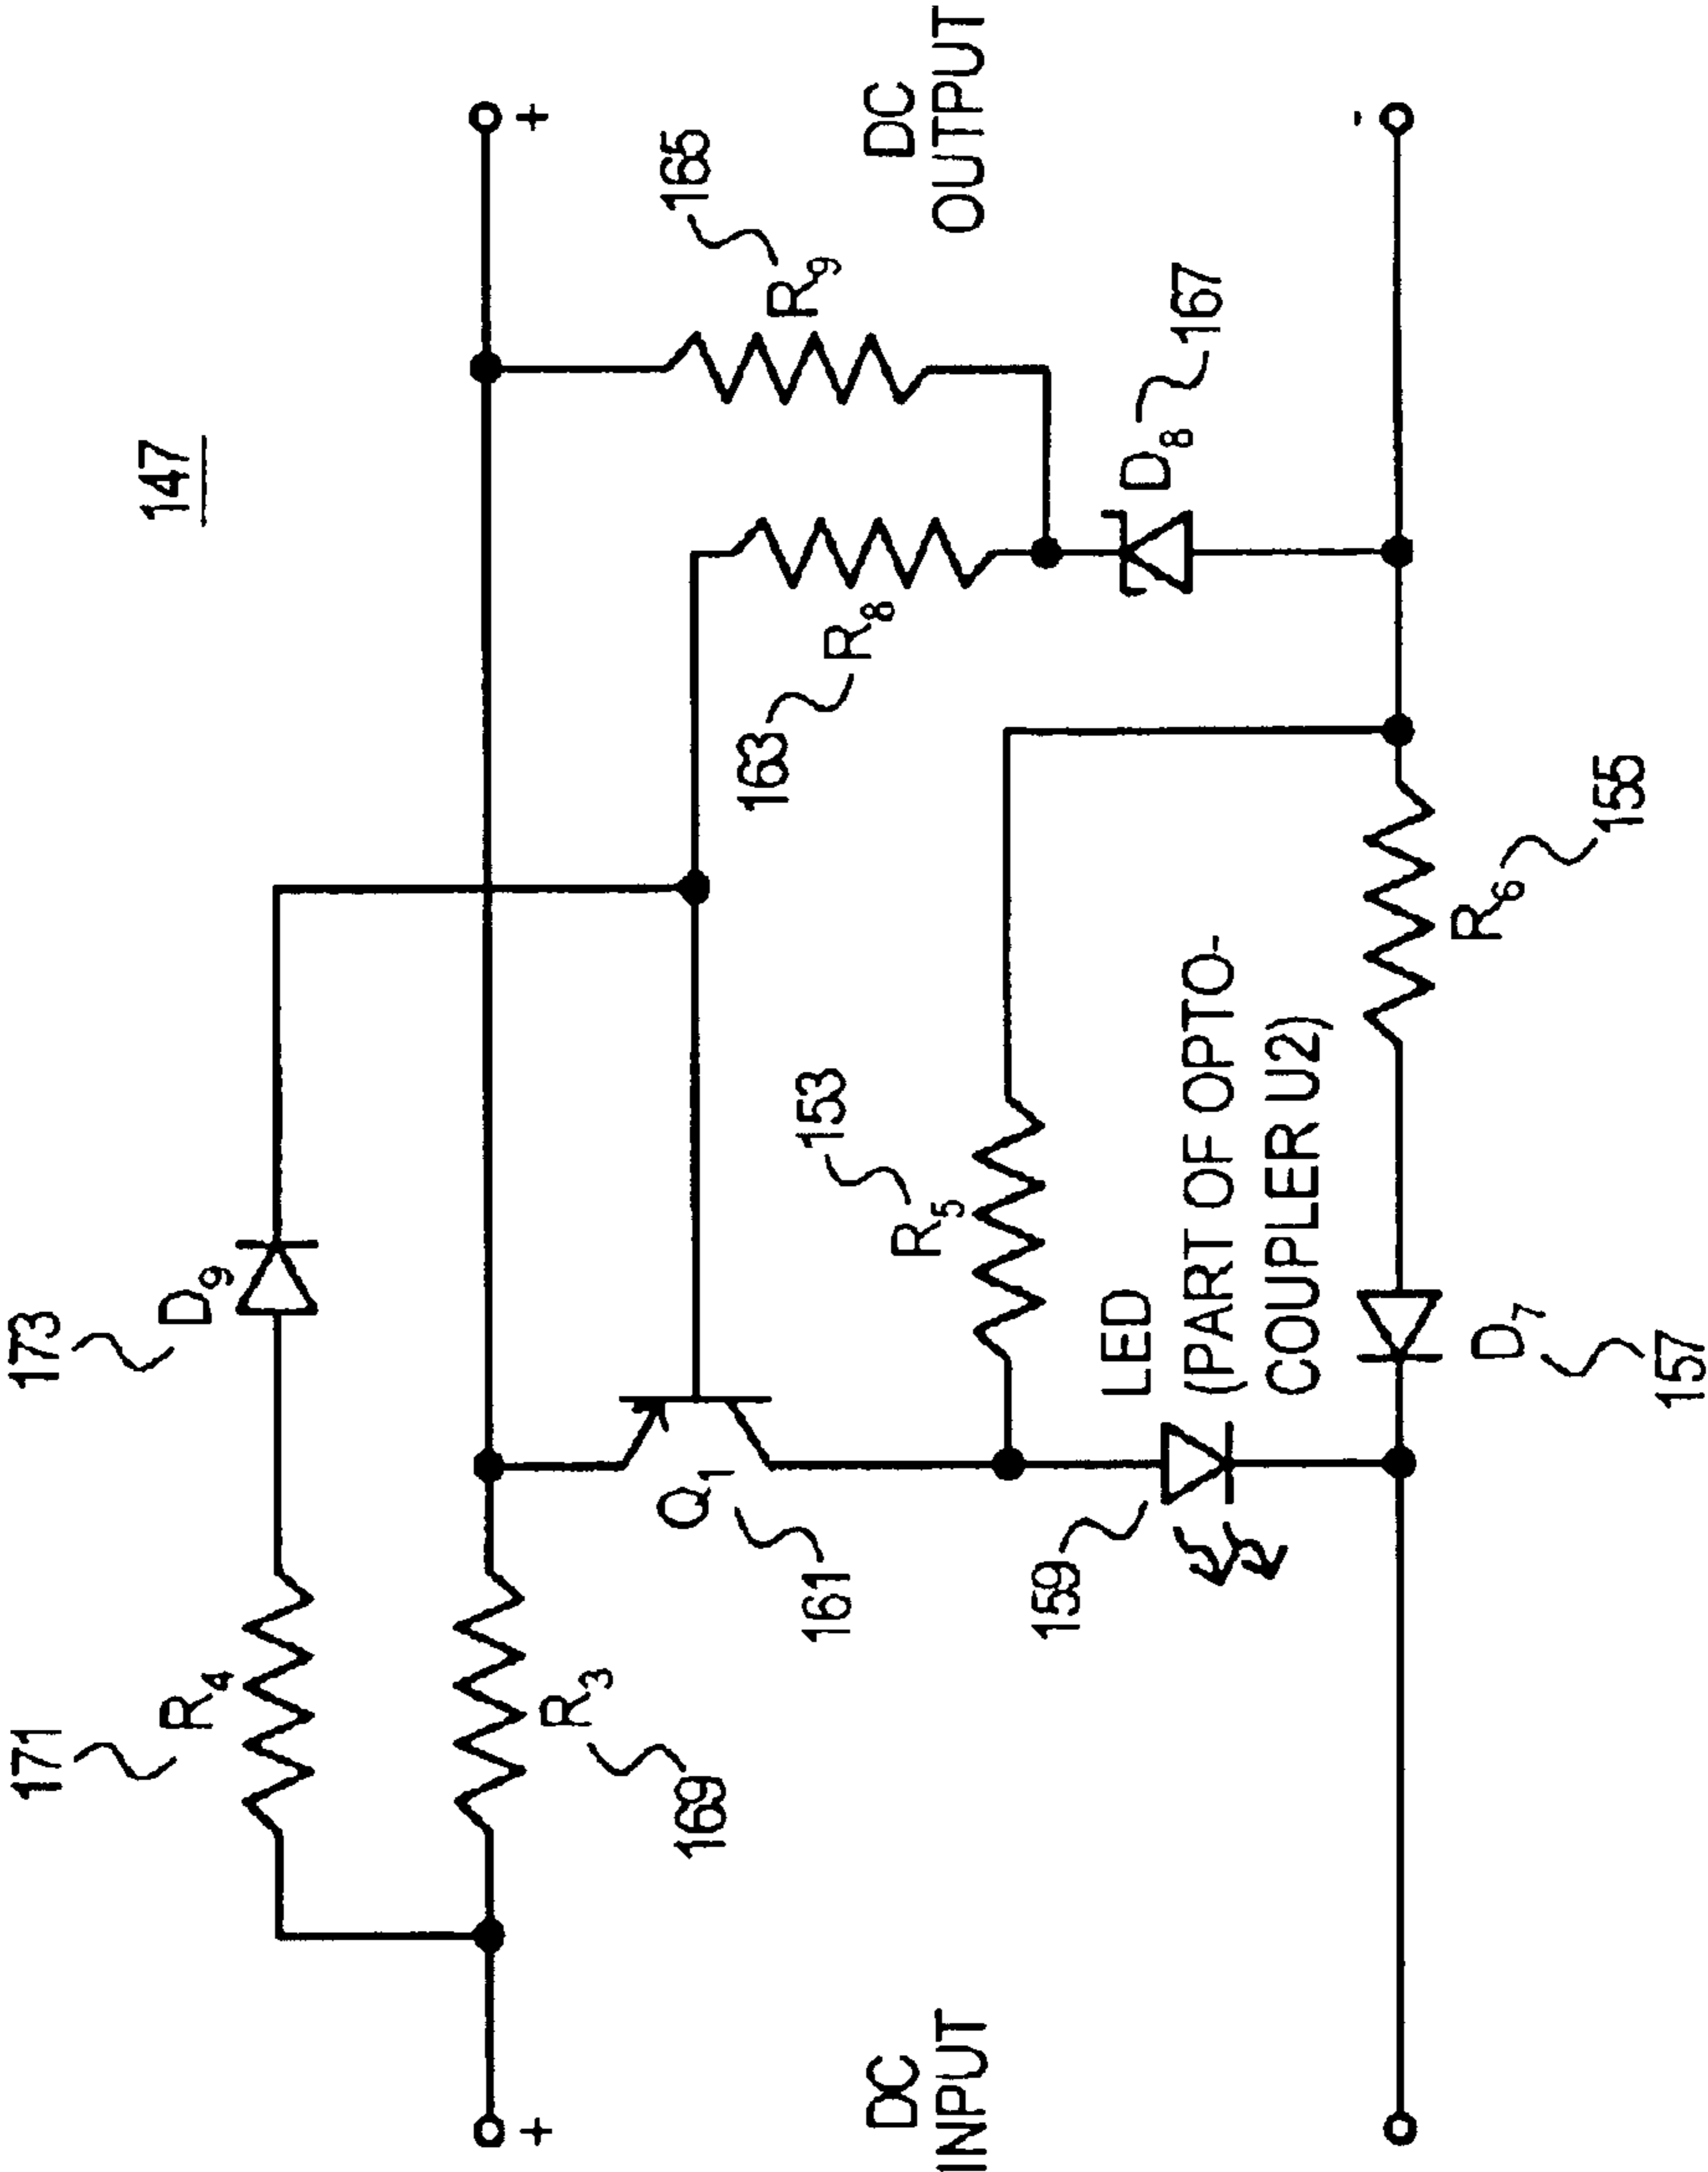 147
173
D9
171
R4
R3
169
+
+
Q1
161
165
R9
163
R8
D8
167
153
R5
DC
INPUT
DC
OUTPUT
159
LED
(PART OF OPTO-
COUPLER U2)
-
R6
155
D7
157